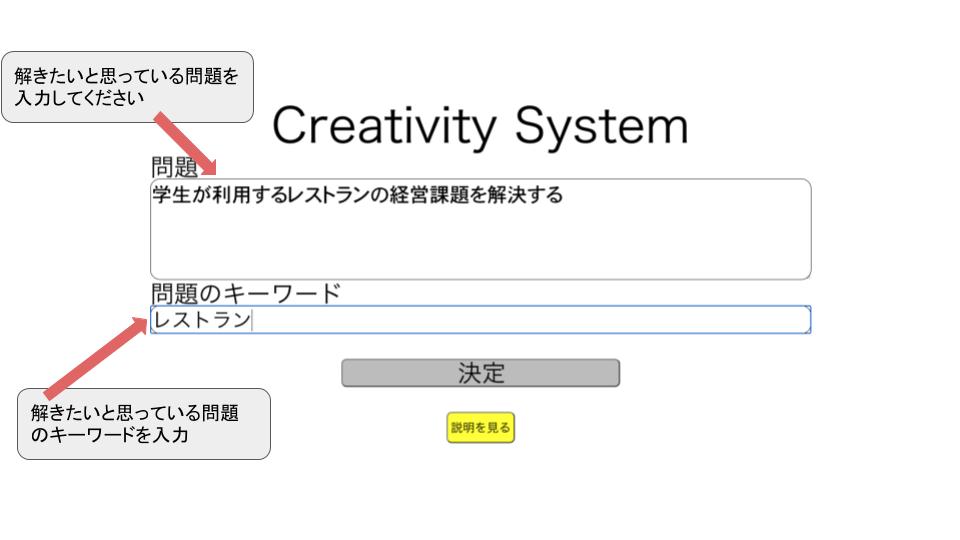 解きたいと思っている問題を
入力してください
Creativity System
問題
学生が利用するレストランの経営課題を解決する
問題のキーワード
レストラン
決定
解きたいと思っている問題
のキーワードを入力
説明を見る